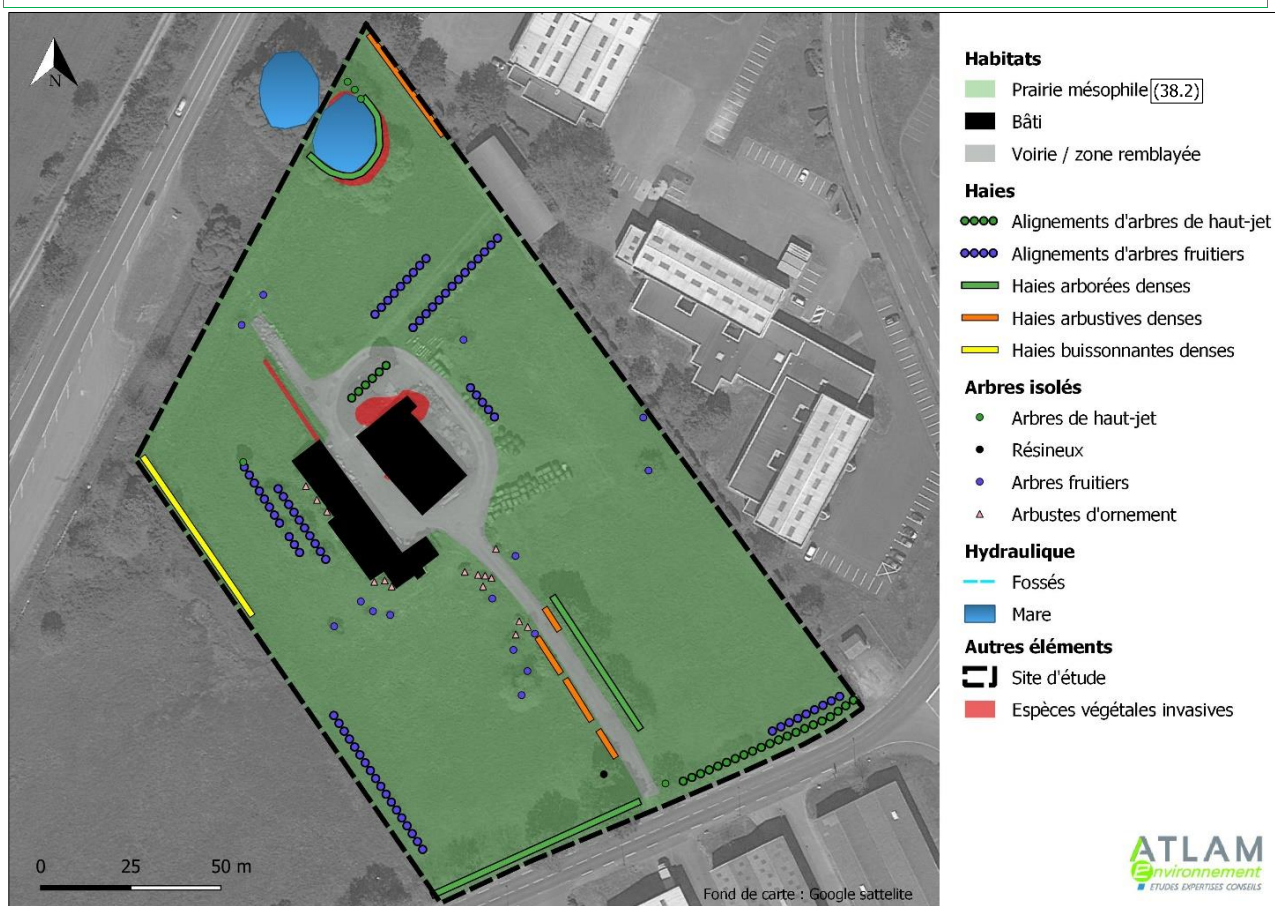 N
0 25 50 m
Fond de carte : Google sattelite
Habitats
Prairie mésophile (38.2)
Bâti
Voirie / zone remblayée
Haies
Alignements d'arbres de haut-jet
Alignements d'arbres fruitiers
Haies arborées denses
Haies arbustives denses
Haies buissonnantes denses
Arbres isolés
Arbres de haut-jet
Résineux
Arbres fruitiers
Arbustes d'ornement
Hydraulique
Fossés
Mare
Autres éléments
Site d'étude
Espèces végétales invasives
ATLAM
Environnement
ETUDES EXPERTISES CONSEILS